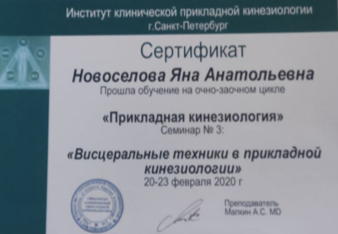 Институт клинической прикладной кинезиологии
г.Санкт-Петербург
Сертификат
Новоселова Яна Анатольевна
Прошла обучение на очно-заочном цикле
«Прикладная кинезиология»
Семинар № 3:
«Висцеральные техники в прикладной
кинезиологии»
20-23 февраля 2020 г
Преподаватель
Малкин А.С. MD